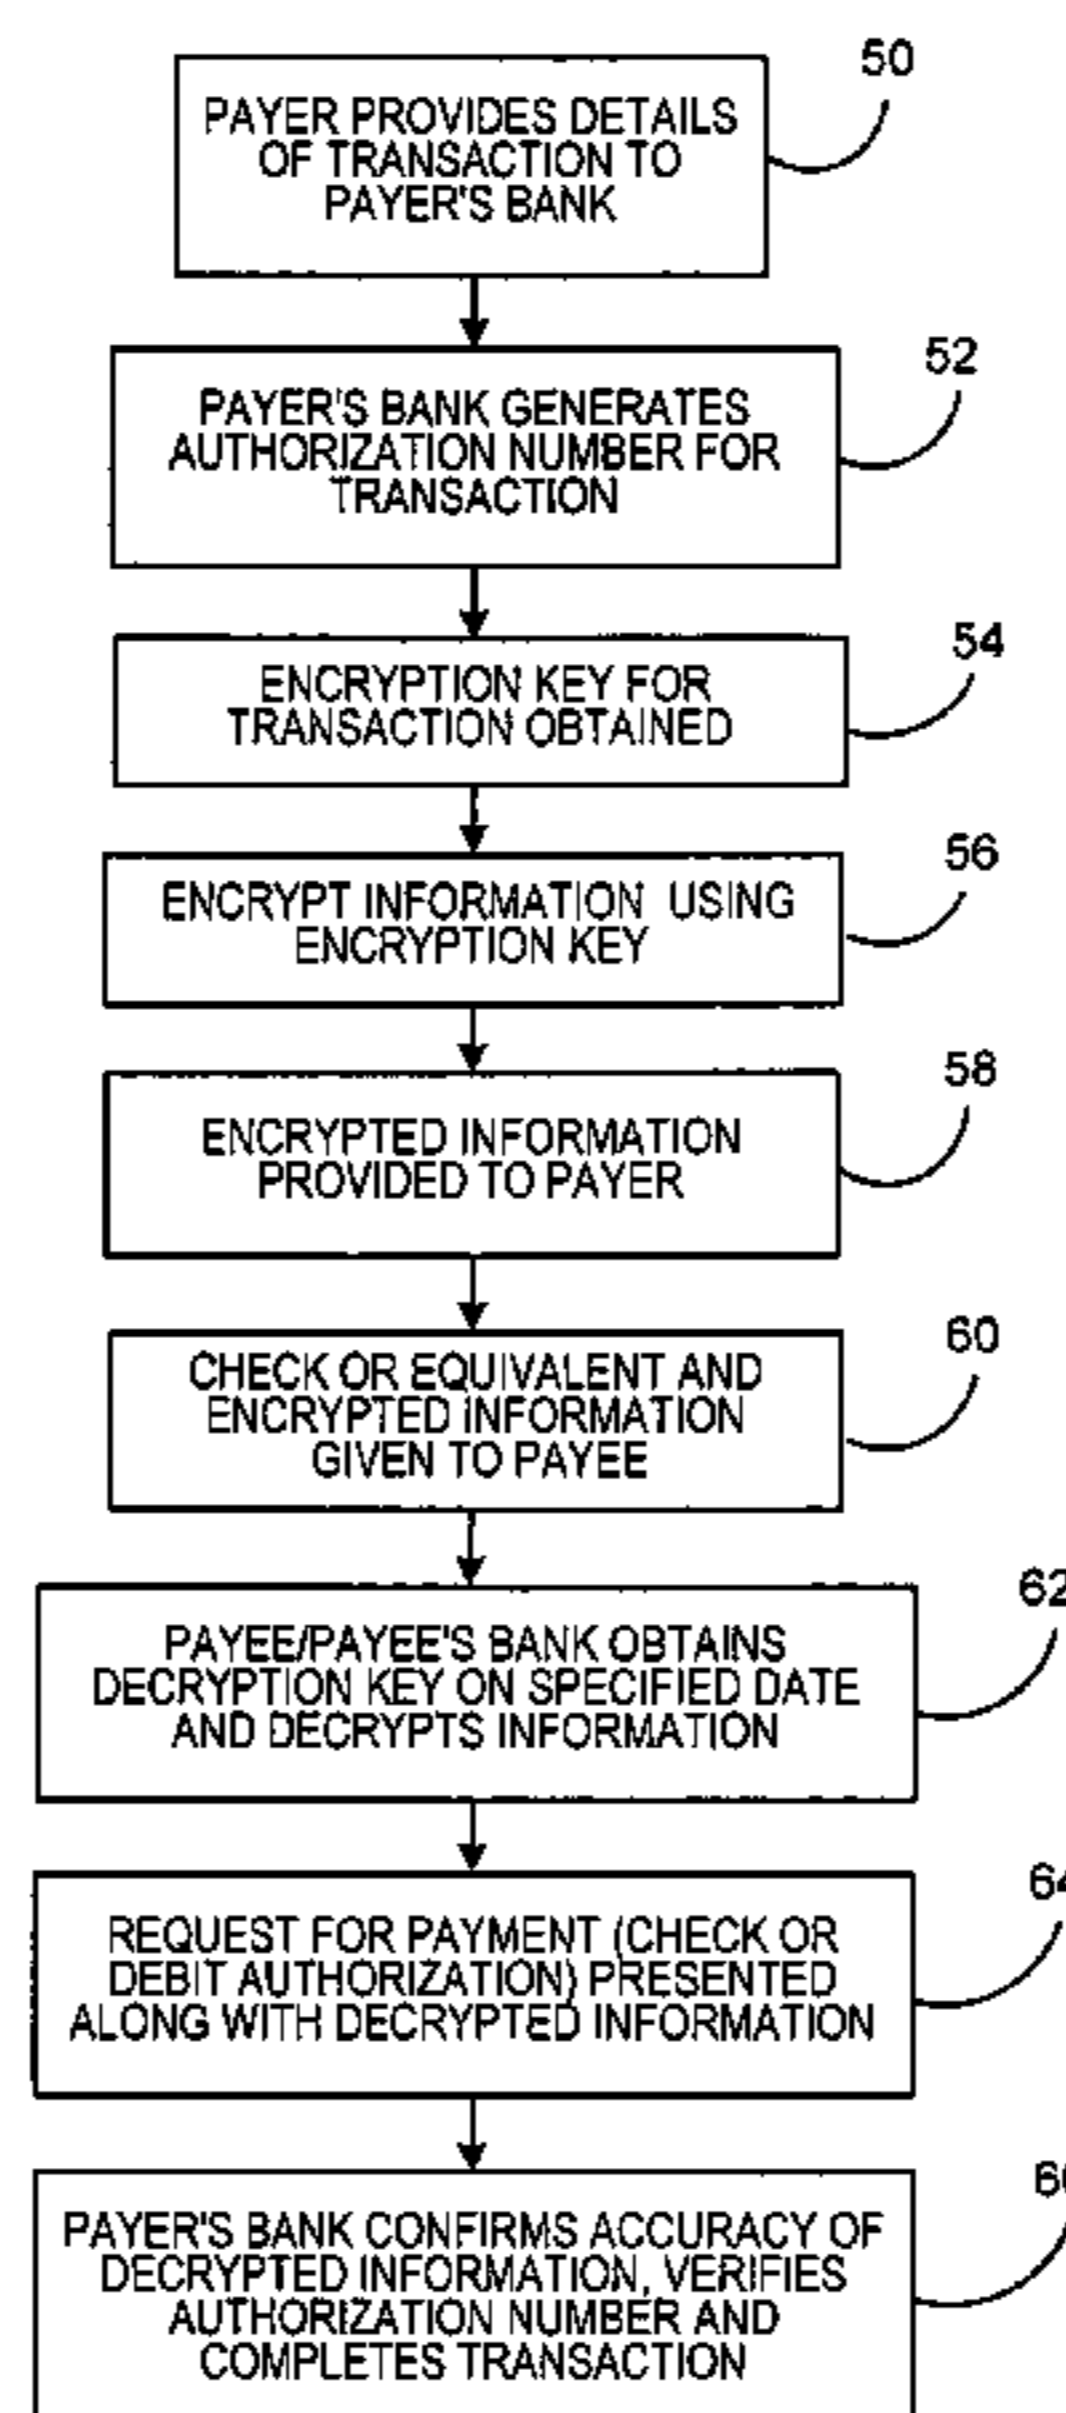 50
PAYER PROVIDES DETAILS
OF TRANSACTION TO
PAYER'S BANK
52
PAYER'S BANK GENERATES
AUTHORIZATION NUMBER FOR
TRANSACTION
54
ENCRYPTION KEY FOR
TRANSACTION OBTAINED
56
ENCRYPT INFORMATION USING
ENCRYPTION KEY
58
ENCRYPTED INFORMATION
PROVIDED TO PAYER
60
CHECK OR EQUIVALENT AND
ENCRYPTED INFORMATION
GIVEN TO PAYEE
62
PAYEE/PAYEE'S BANK OBTAINS
DECRYPTION KEY ON SPECIFIED DATE
AND DECRYPTS INFORMATION
64
REQUEST FOR PAYMENT (CHECK OR
DEBIT AUTHORIZATION) PRESENTED
ALONG WITH DECRYPTED INFORMATION
PAYER'S BANK CONFIRMS ACCURACY OF
DECRYPTED INFORMATION, VERIFIES
AUTHORIZATION NUMBER AND
COMPLETES TRANSACTION